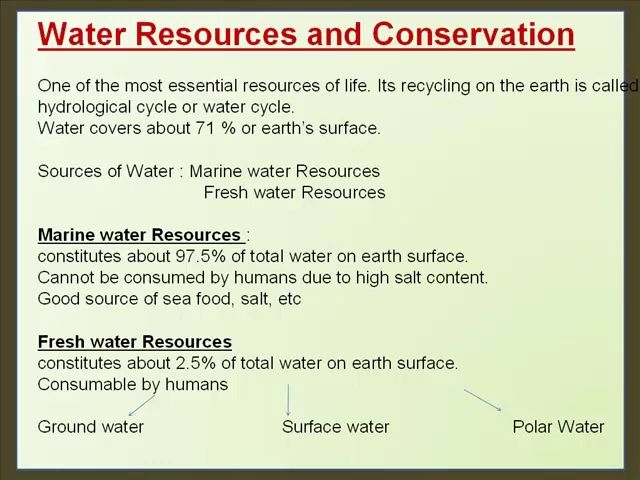 Water Resources and Conservation
One of the most essential resources of life. Its recycling on the earth is called
hydrological cycle or water cycle.
Water covers about 71 % or earth's surface.
Sources of Water : Marine water Resources
Fresh water Resources
Marine water Resources :
constitutes about 97.5% of total water on earth surface.
Cannot be consumed by humans due to high salt content.
Good source of sea food, salt, etc
Fresh water Resources
constitutes about 2.5% of total water on earth surface.
Consumable by humans
Ground water Surface water Polar Water